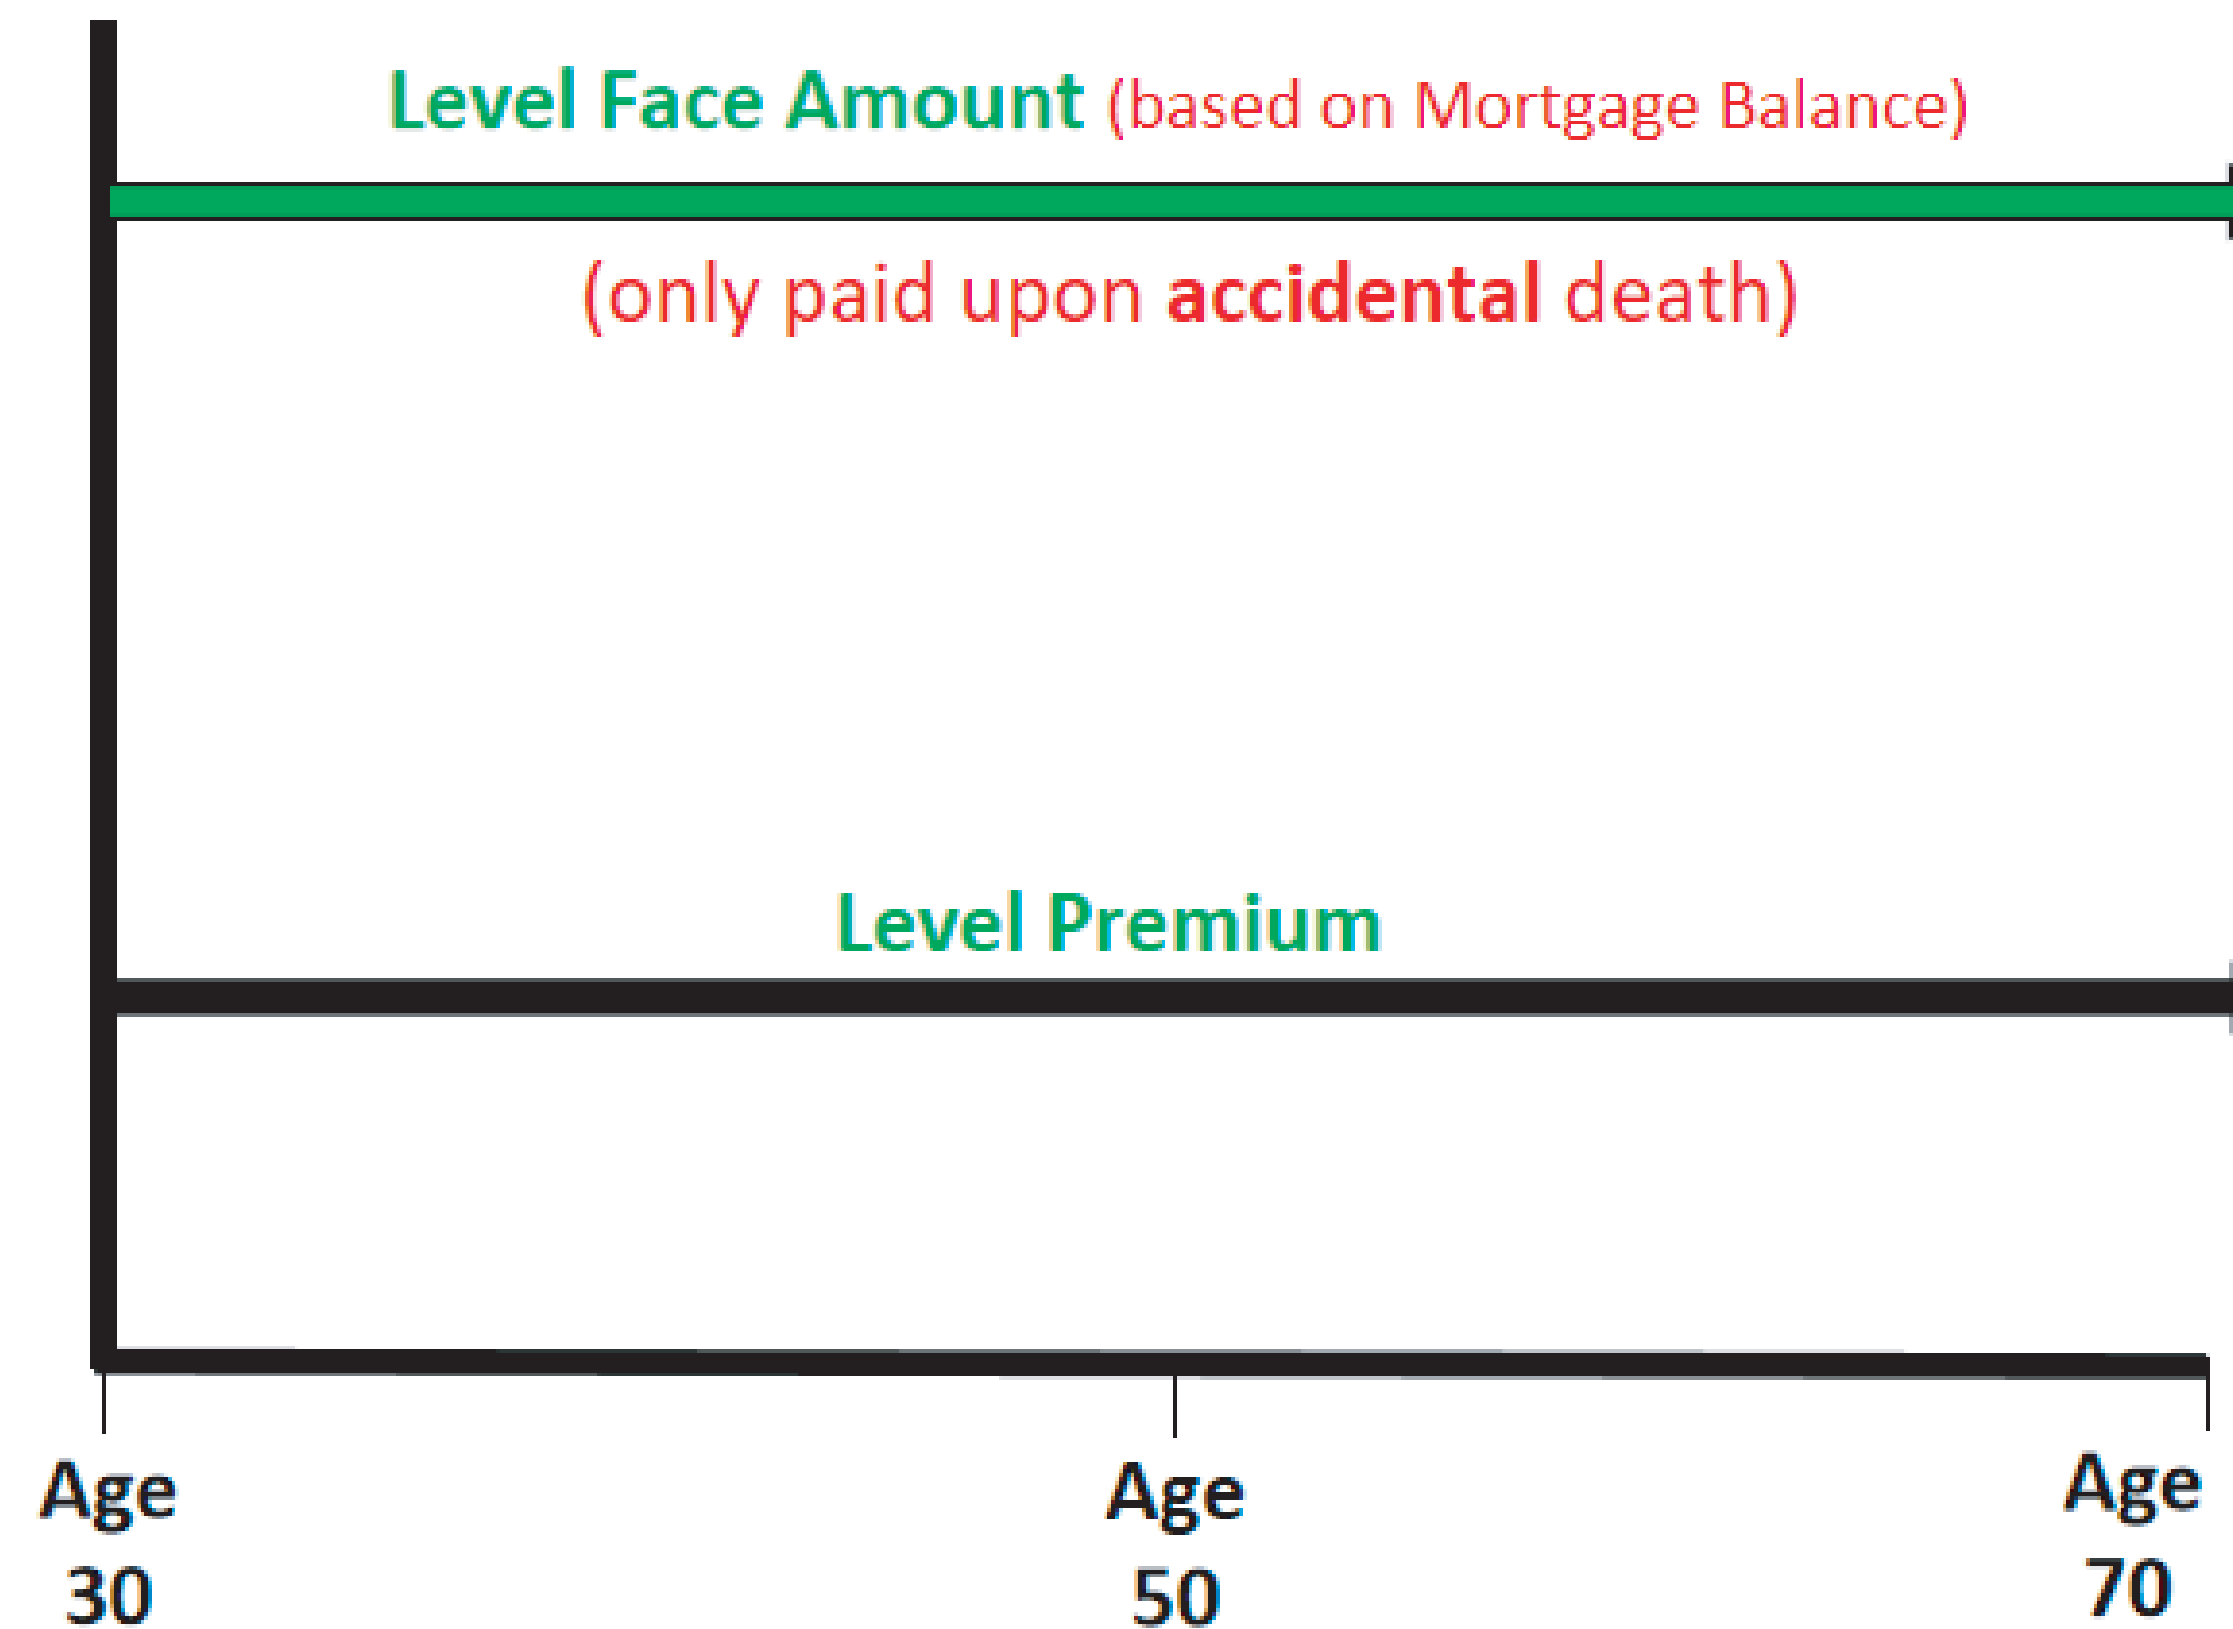 Level Face Amount (based on Mortgage Balance)
(only paid upon accidental death)
Level Premium
Age
30
Age
50
Age
70